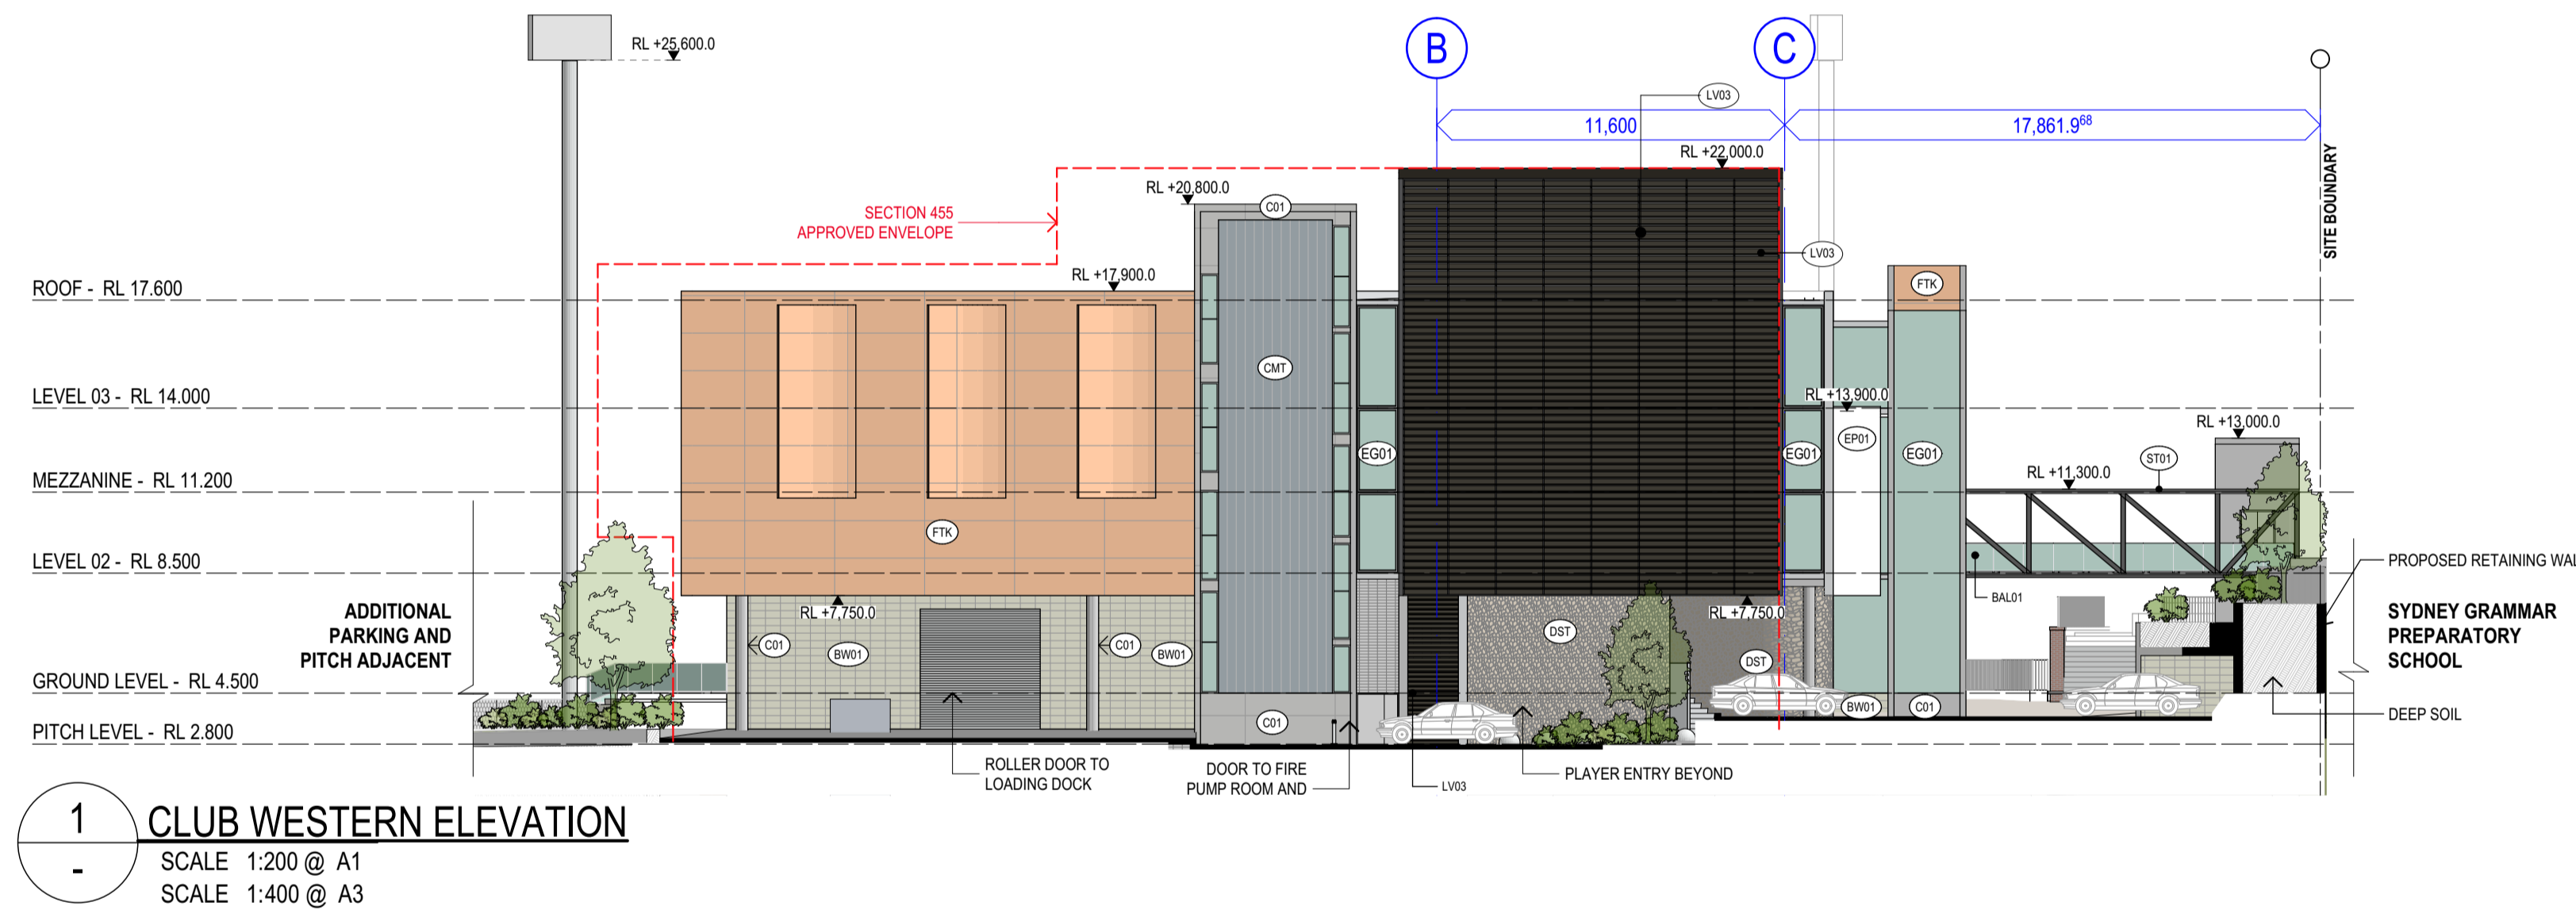 RL +25,600.0
B
C
LV03
11,600
17,861.9⁶⁸
RL +22,000.0
SITE BOUNDARY
RL +20,800.0
C01
SECTION 455
APPROVED ENVELOPE
LV03
RL +17,900.0
FTK
ROOF - RL 17.600
CMT
LEVEL 03 - RL 14.000
RL +13,900.0
RL +13,000.0
EP01
EG01
EG01
EG01
ST01
RL +11,300.0
MEZZANINE - RL 11.200
FTK
LEVEL 02 - RL 8.500
PROPOSED RETAINING WAL
BAL01
ADDITIONAL
PARKING AND
PITCH ADJACENT
RL +7,750.0
RL +7,750.0
SYDNEY GRAMMAR
PREPARATORY
SCHOOL
C01
BW01
C01
BW01
DST
DST
GROUND LEVEL - RL 4.500
BW01
C01
C01
DEEP SOIL
PITCH LEVEL - RL 2.800
ROLLER DOOR TO
LOADING DOCK
DOOR TO FIRE
PUMP ROOM AND
LV03
PLAYER ENTRY BEYOND
1
-
CLUB WESTERN ELEVATION
SCALE 1:200 @ A1
SCALE 1:400 @ A3